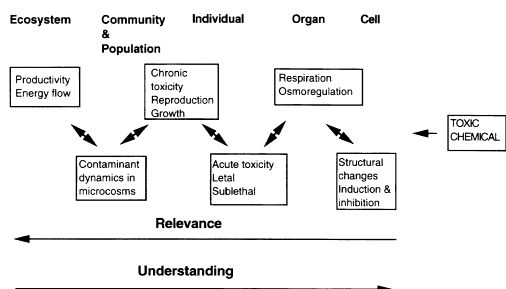 Ecosystem
Community
&
Population
Individual
Organ
Cell
Productivity
Energy flow
Chronic
toxicity
Reproduction
Growth
Respiration
Osmoregulation
TOXIC
CHEMICAL
Contaminant
dynamics in
microcosms
Acute toxicity
Letal
Sublethal
Structural
changes
Induction &
inhibition
Relevance
Understanding